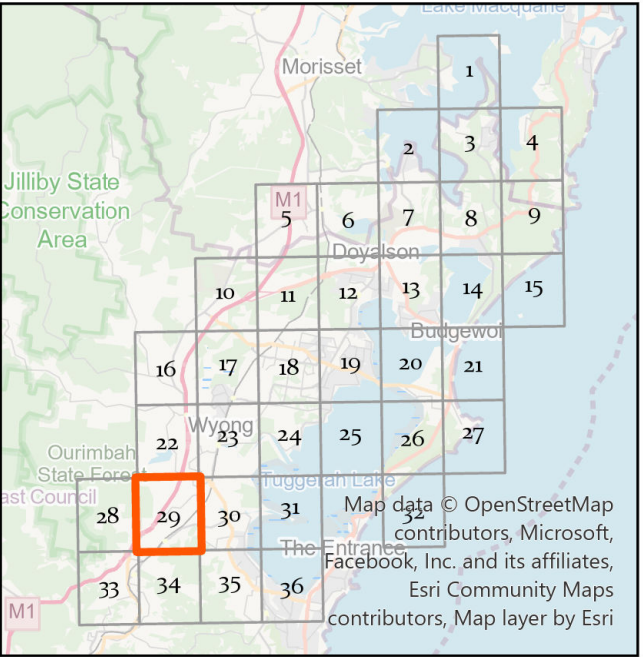 Lake Macquarie
Morisset
1
2
3
4
Jilliby State
Conservation
Area
M1
5
6
7
8
9
Doyalson
10
11
12
13
14
15
Budgewoi
16
17
18
19
20
21
Wyong
22
23
24
25
26
27
Ourimbah
State Forest
ast Council
Tuggerah Lake
28
29
30
31
32
The Entrance
33
34
35
36
M1
Map data © OpenStreetMap
contributors, Microsoft,
Facebook, Inc. and its affiliates,
Esri Community Maps
contributors, Map layer by Esri